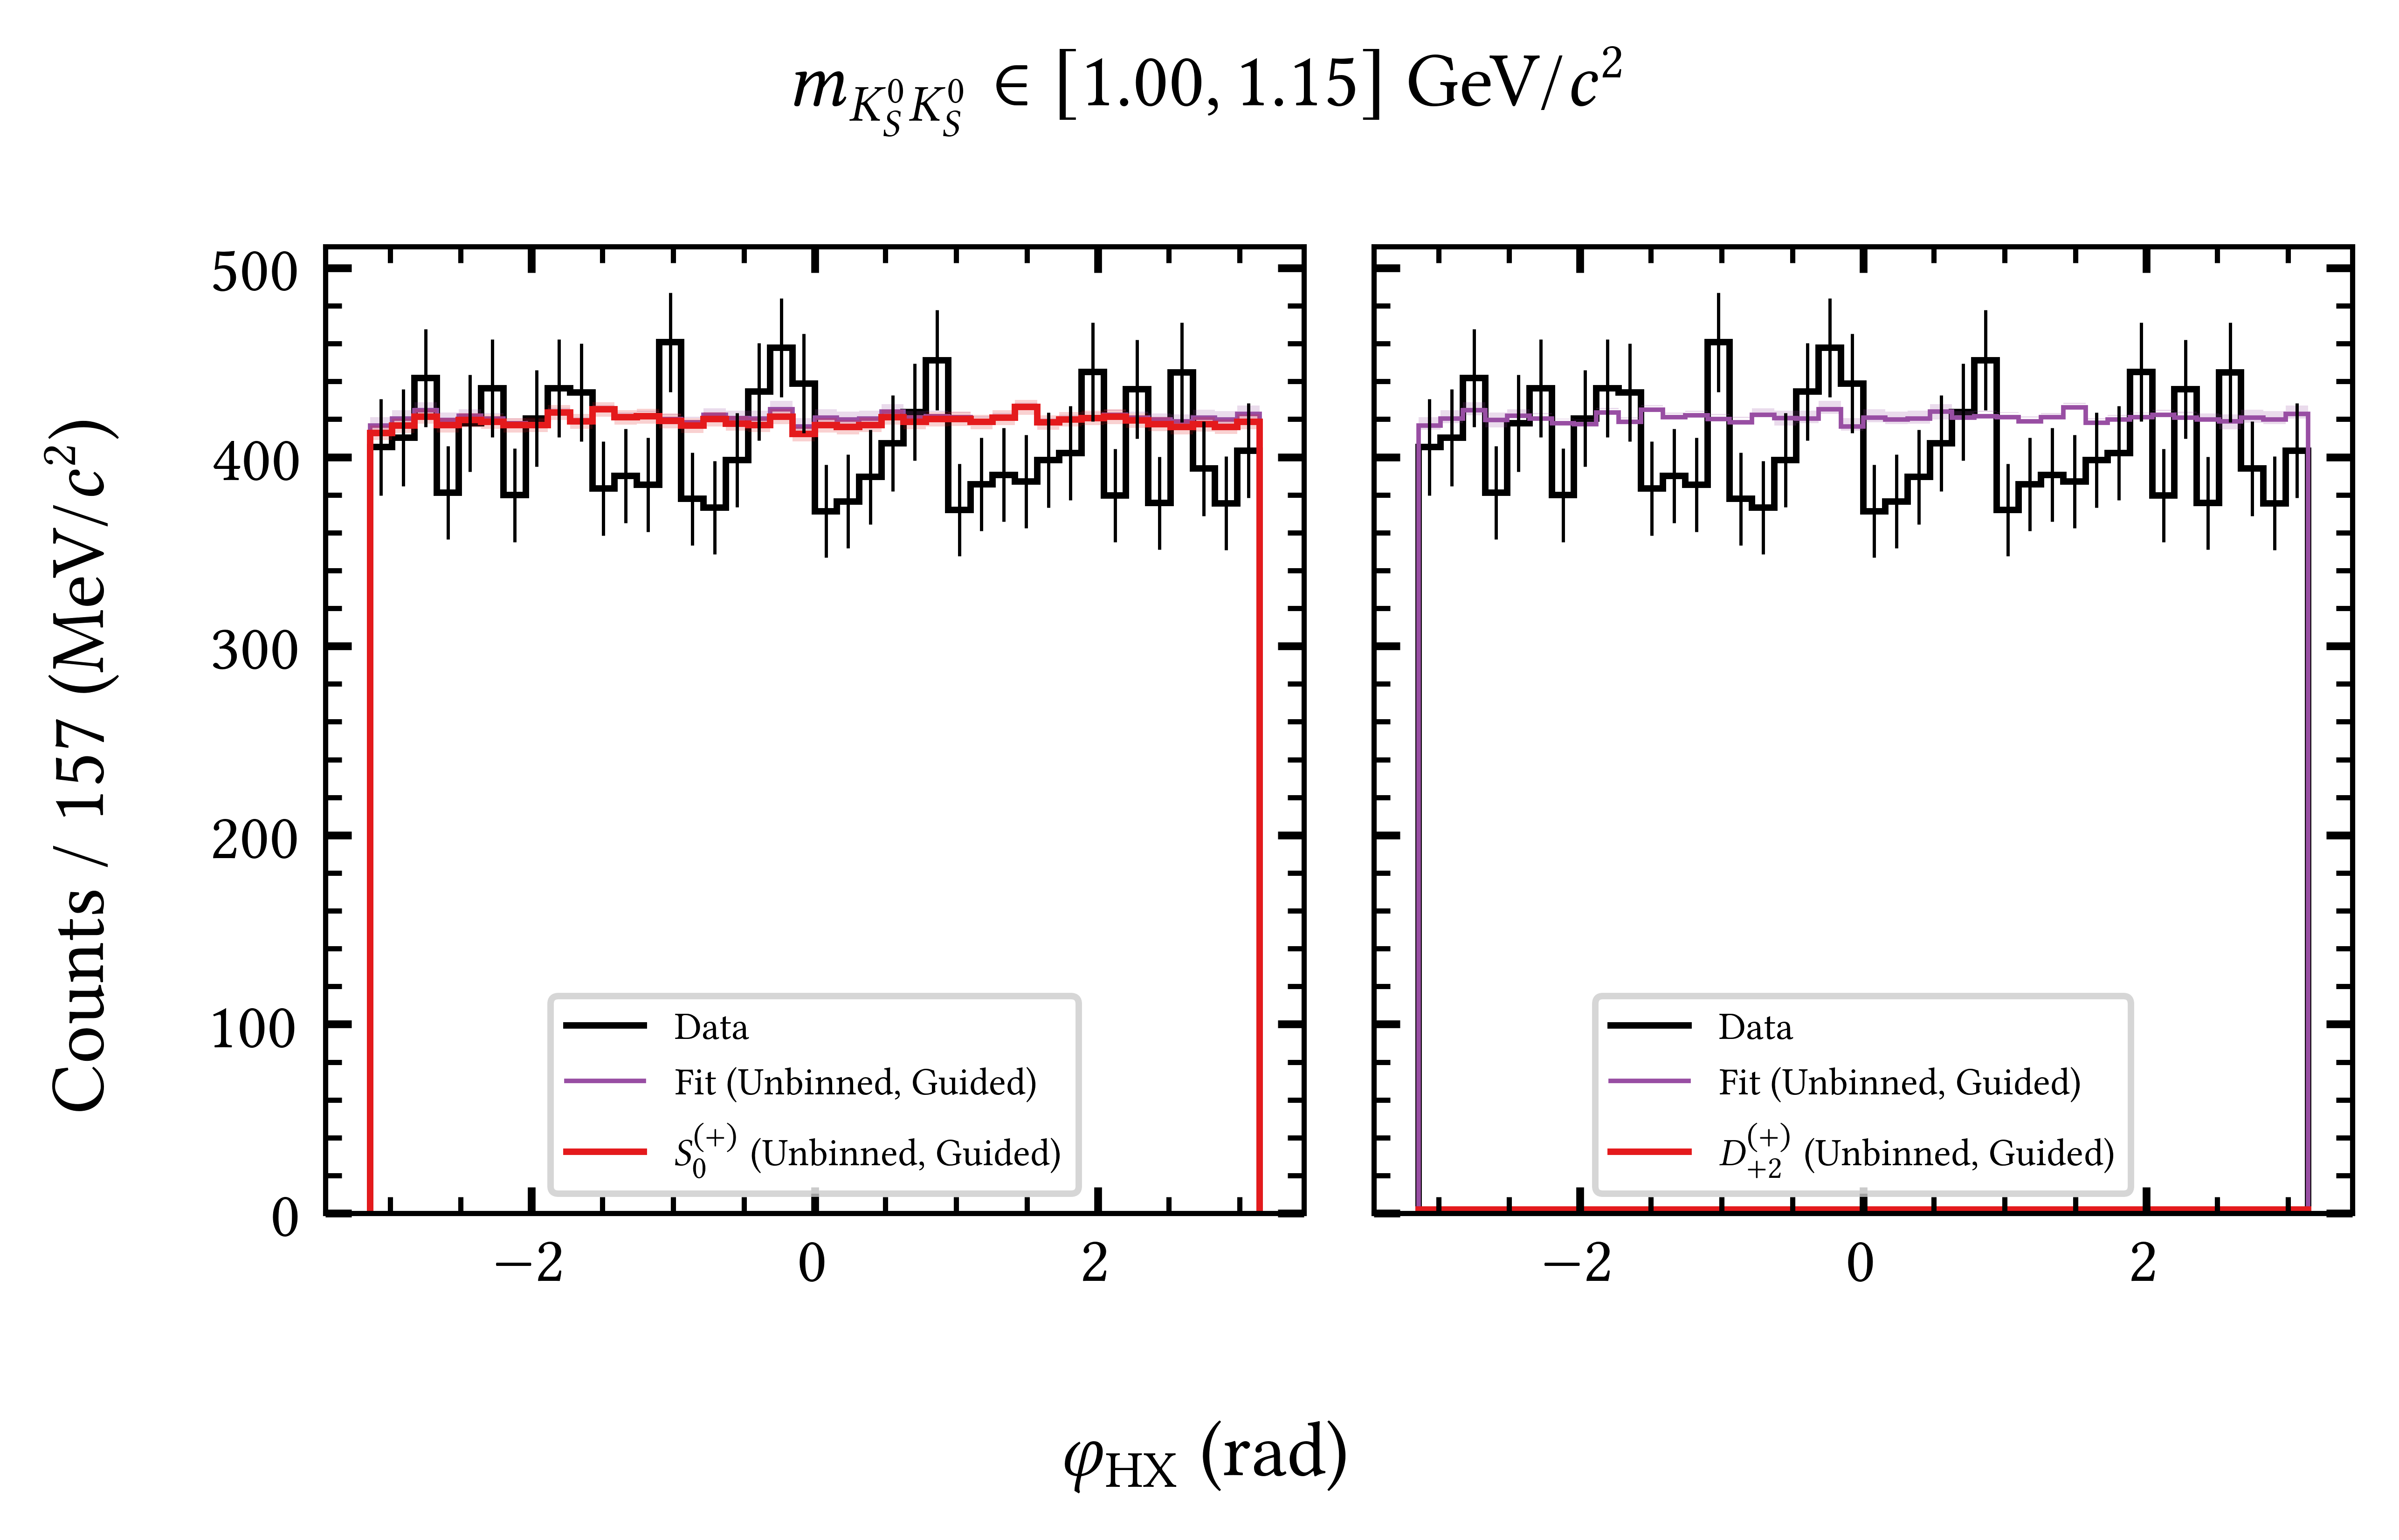 m_{K_S^0 K_S^0} ∈ [1.00, 1.15] GeV/c²
Counts / 157 (MeV/c²)
500
400
300
200
100
0
Data
Fit (Unbinned, Guided)
S_0^{(+)} (Unbinned, Guided)
Data
Fit (Unbinned, Guided)
D_{+2}^{(+)} (Unbinned, Guided)
−2 0 2
−2 0 2
φ_{HX} (rad)